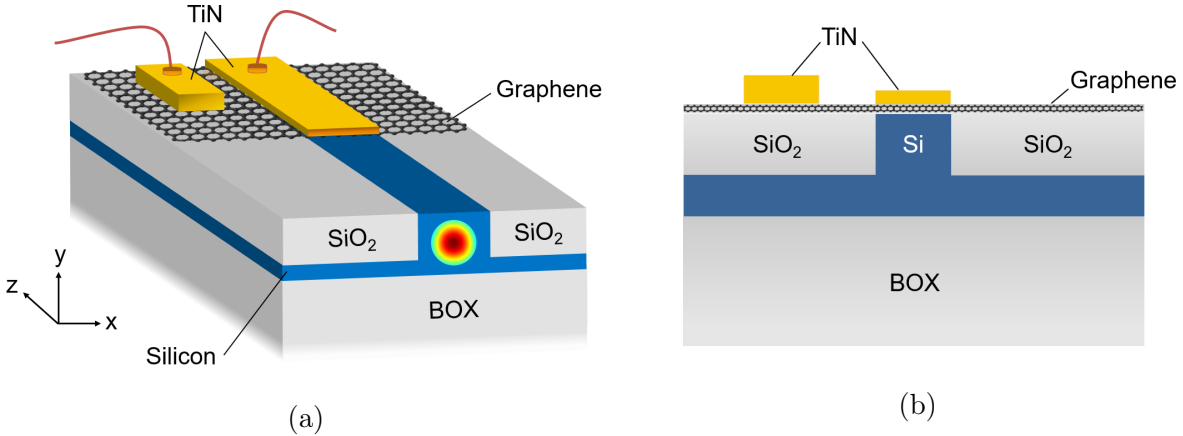 TiN
Graphene
SiO₂
SiO₂
BOX
Silicon
y
z
x
(a)
TiN
Graphene
SiO₂
Si
SiO₂
BOX
(b)